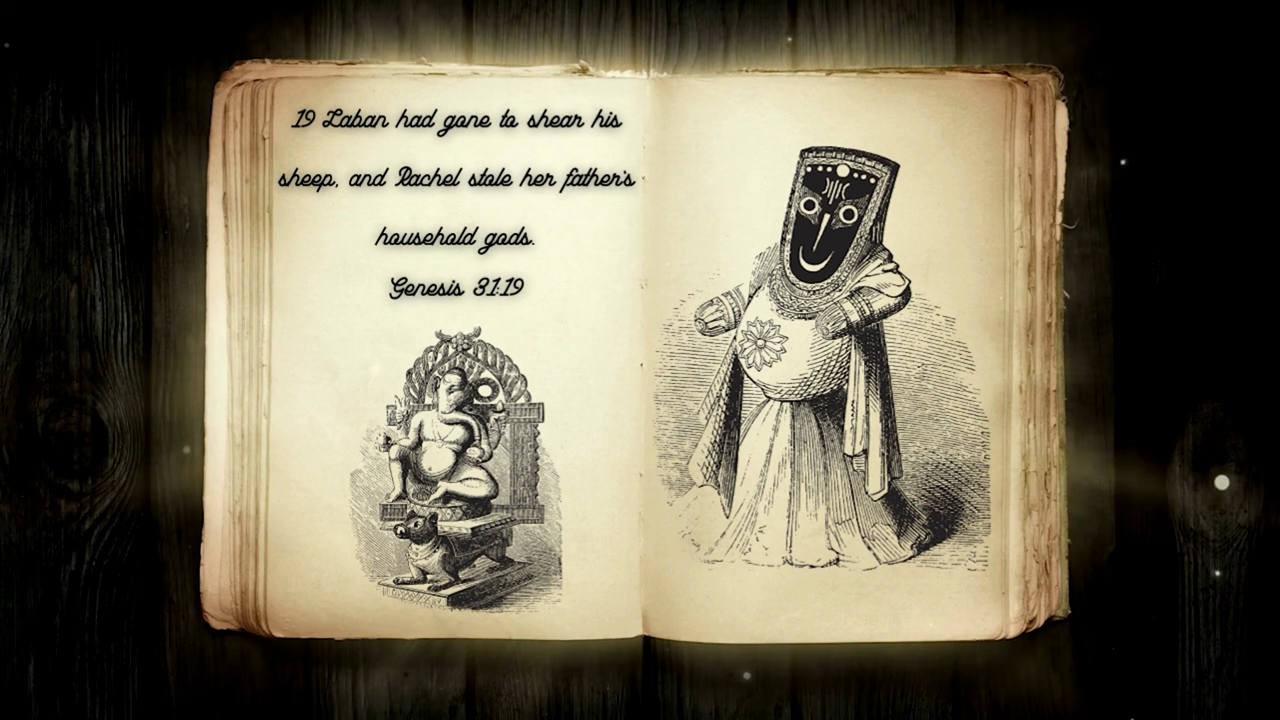 19 Laban had gone to shear his
sheep, and Rachel stole her father's
household gods.
Genesis 31:19